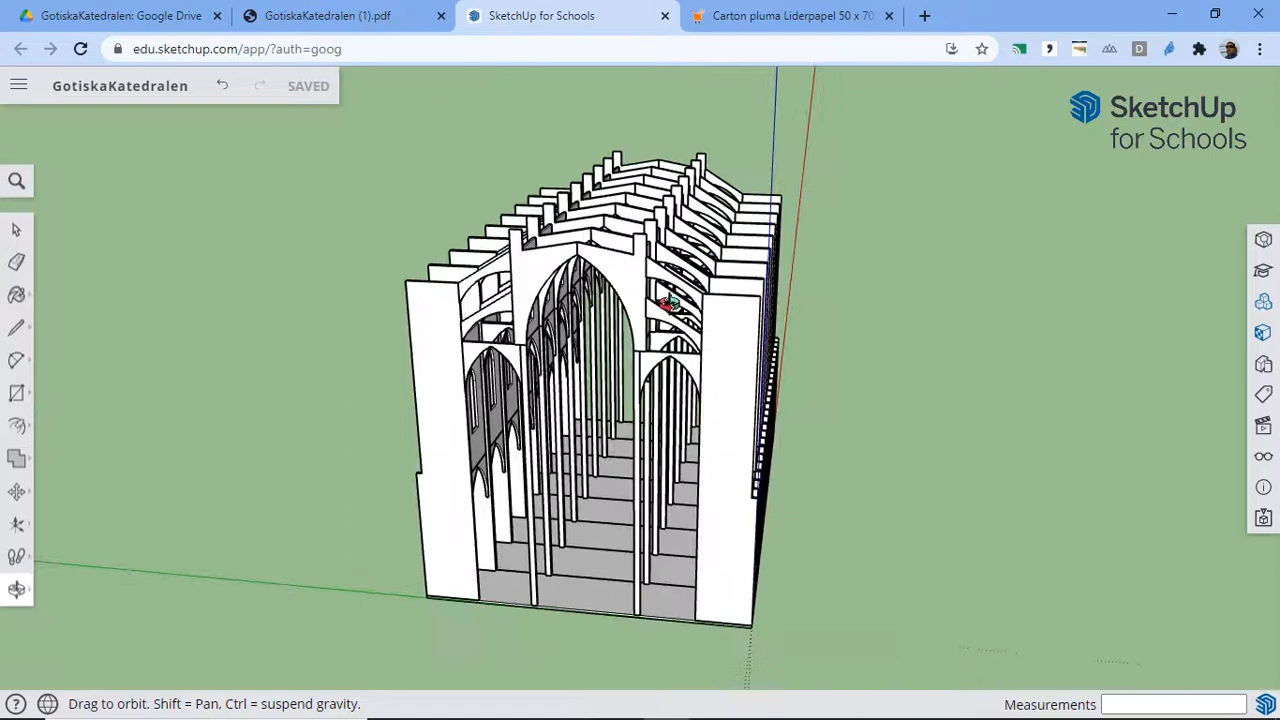 GotiskaKatedralen: Google Drive
GotiskaKatedralen (1).pdf
SketchUp for Schools
Carton pluma Liderpapel 50 x 70
edu.sketchup.com/app/?auth=goog
GotiskaKatedralen
SAVED
SketchUp
for Schools
Drag to orbit. Shift = Pan, Ctrl = suspend gravity.
Measurements